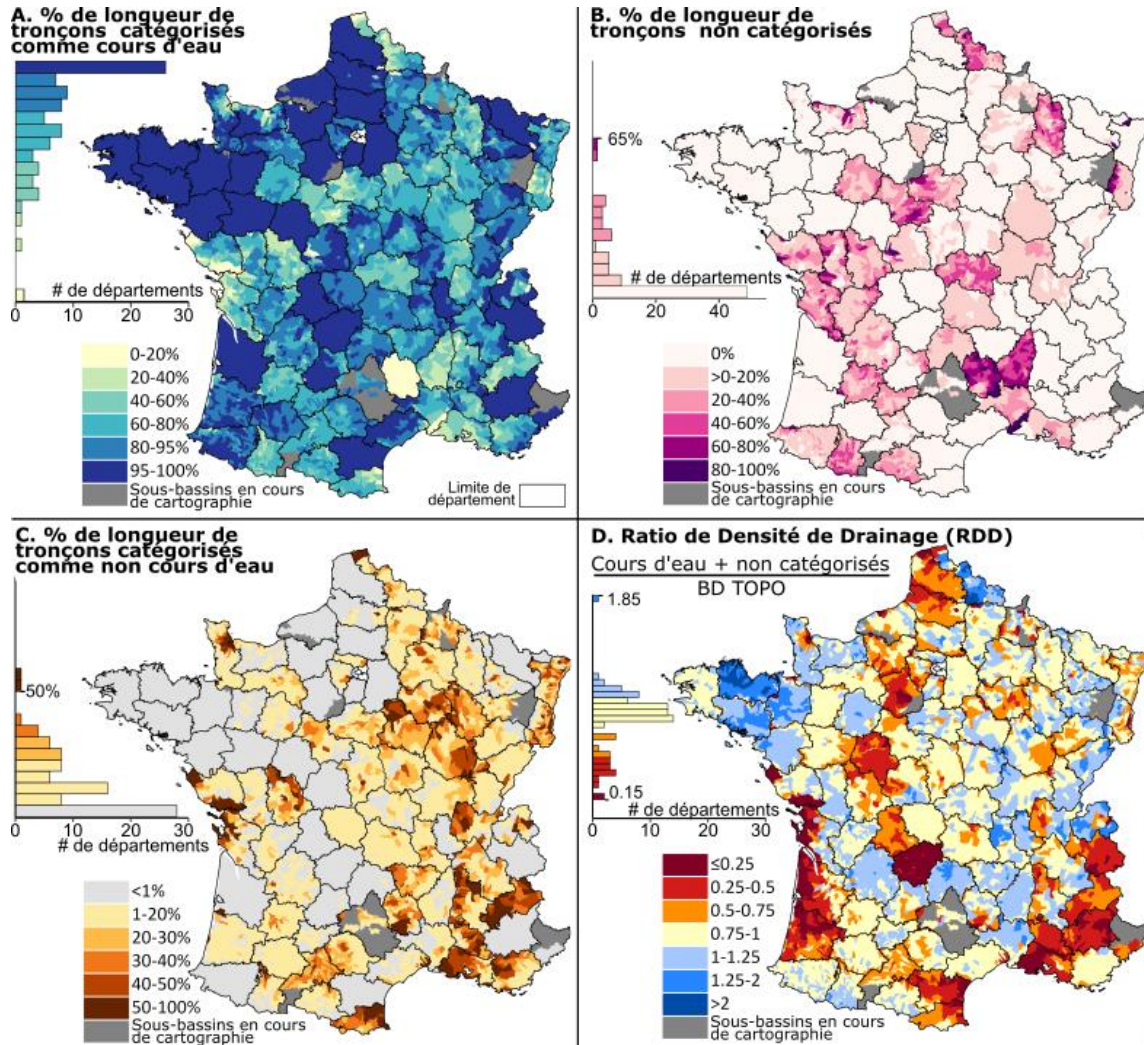 A. % de longueur de
tronçons catégorisés
comme cours d'eau
# de départements
0
10
20
30
0-20%
20-40%
40-60%
60-80%
80-95%
95-100%
Sous-bassins en cours
de cartographie
Limite de
département
B. % de longueur de
tronçons non catégorisés
65%
# de départements
0
20
40
0%
>0-20%
20-40%
40-60%
60-80%
80-100%
Sous-bassins en cours
de cartographie
C. % de longueur de
tronçons catégorisés
comme non cours d'eau
50%
# de départements
0
10
20
30
<1%
1-20%
20-30%
30-40%
40-50%
50-100%
Sous-bassins en cours
de cartographie
D. Ratio de Densité de Drainage (RDD)
Cours d'eau + non catégorisés
BD TOPO
1.85
0.15
# de départements
0
10
20
30
≤0.25
0.25-0.5
0.5-0.75
0.75-1
1-1.25
1.25-2
>2
Sous-bassins en cours
de cartographie